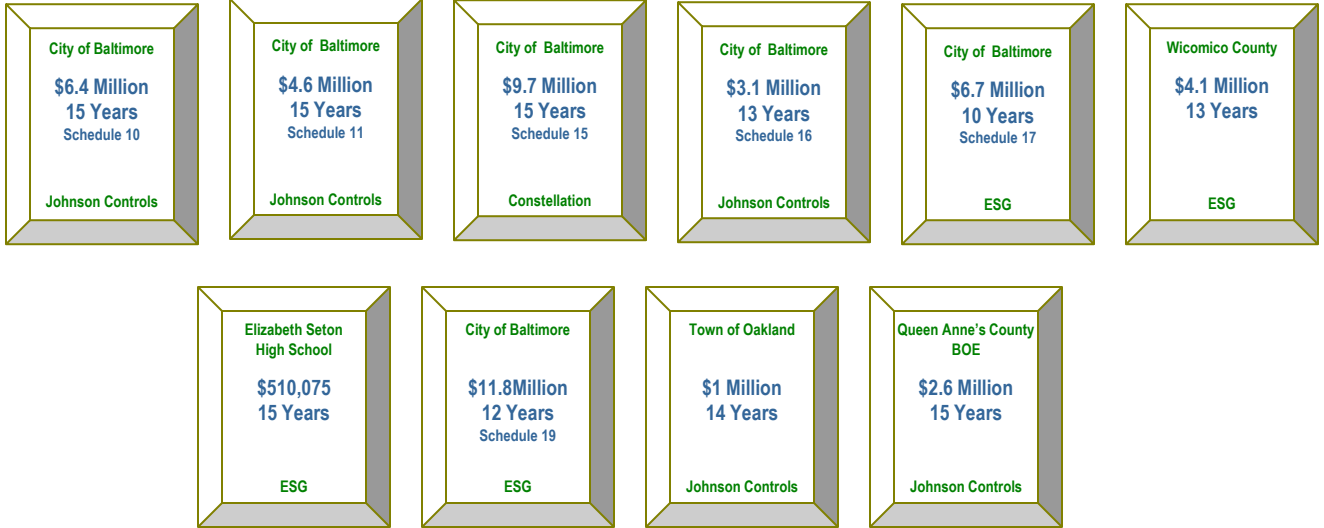 City of Baltimore
$6.4 Million
15 Years
Schedule 10
Johnson Controls
City of Baltimore
$4.6 Million
15 Years
Schedule 11
Johnson Controls
City of Baltimore
$9.7 Million
15 Years
Schedule 15
Constellation
City of Baltimore
$3.1 Million
13 Years
Schedule 16
Johnson Controls
City of Baltimore
$6.7 Million
10 Years
Schedule 17
ESG
Wicomico County
$4.1 Million
13 Years
ESG
Elizabeth Seton
High School
$510,075
15 Years
ESG
City of Baltimore
$11.8Million
12 Years
Schedule 19
ESG
Town of Oakland
$1 Million
14 Years
Johnson Controls
Queen Anne’s County
BOE
$2.6 Million
15 Years
Johnson Controls